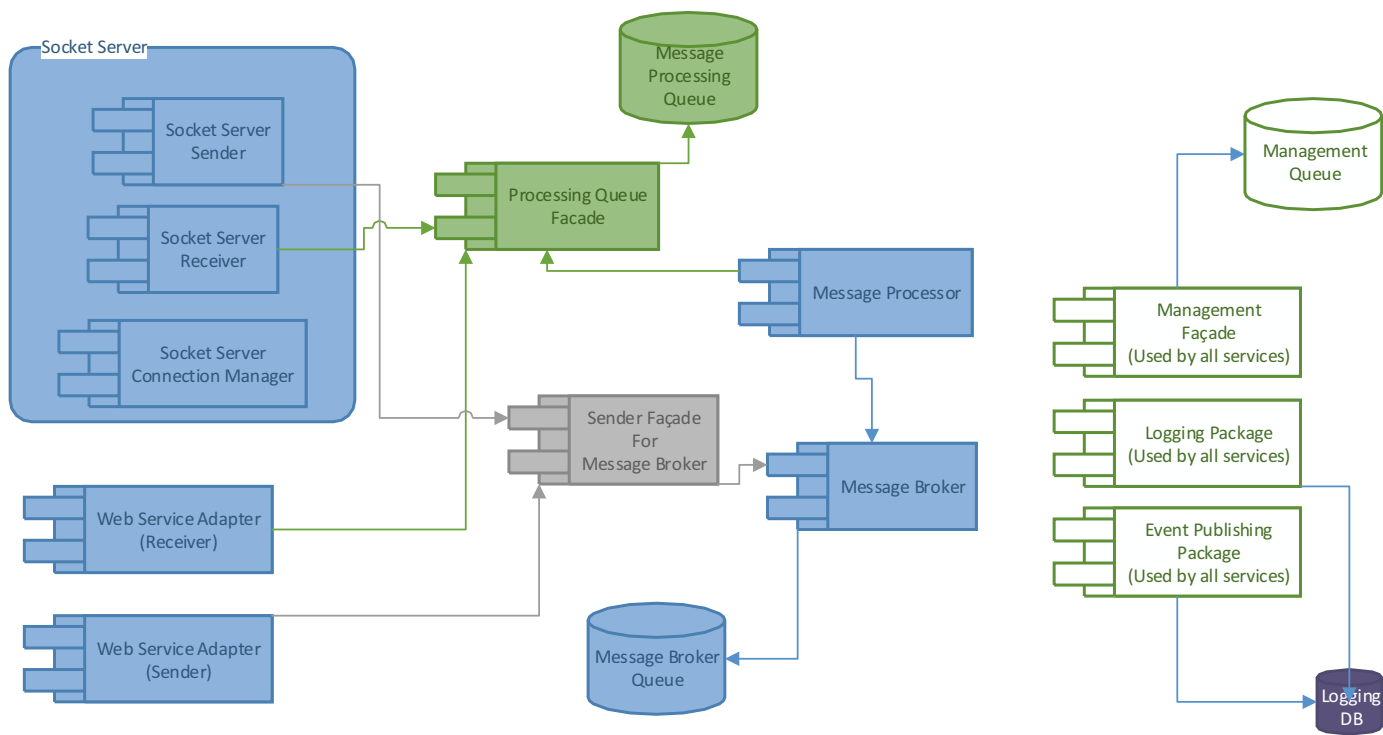 Socket Server
Socket Server
Sender
Socket Server
Receiver
Socket Server
Connection Manager
Web Service Adapter
(Receiver)
Web Service Adapter
(Sender)
Message
Processing
Queue
Processing Queue
Facade
Message Processor
Sender Façade
For
Message Broker
Message Broker
Message Broker
Queue
Management
Queue
Management
Façade
(Used by all services)
Logging Package
(Used by all services)
Event Publishing
Package
(Used by all services)
Logging
DB